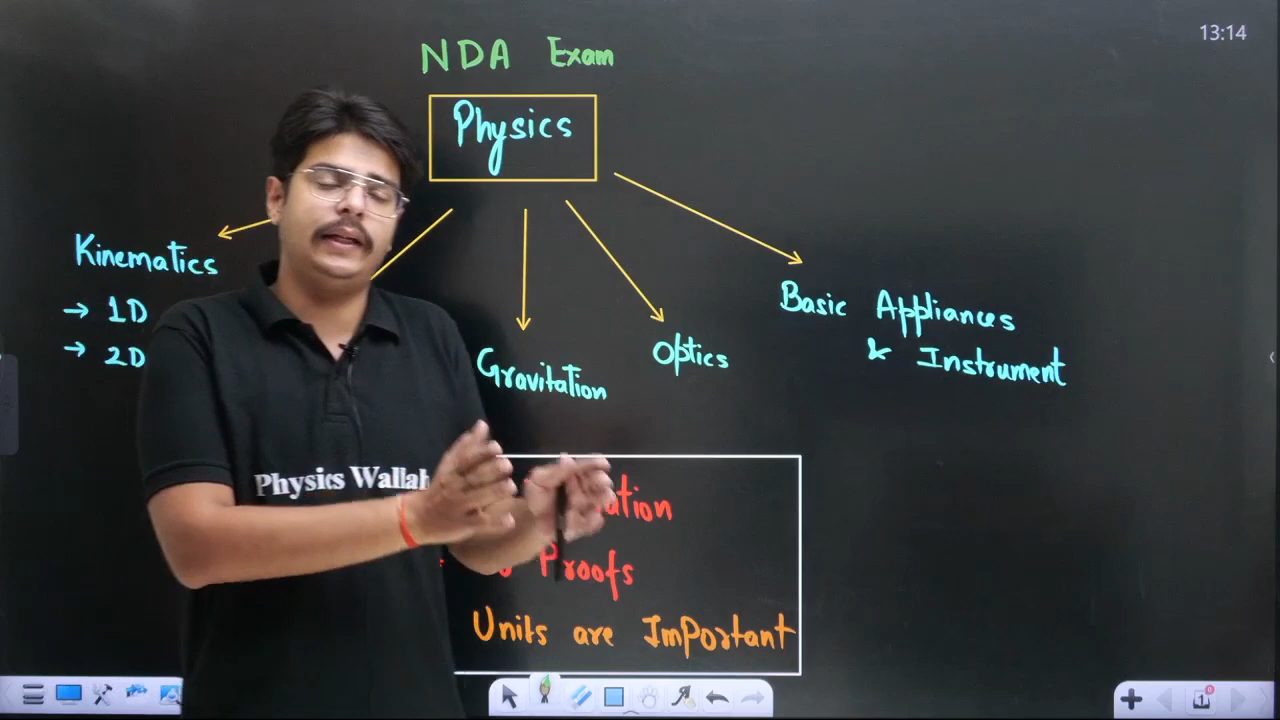 13:14
NDA Exam
Physics
Kinematics
→ 1D
→ 2D
Gravitation
Optics
Basic Appliances
& Instrument
Physics Wallah
Proofs
Units are Important
1